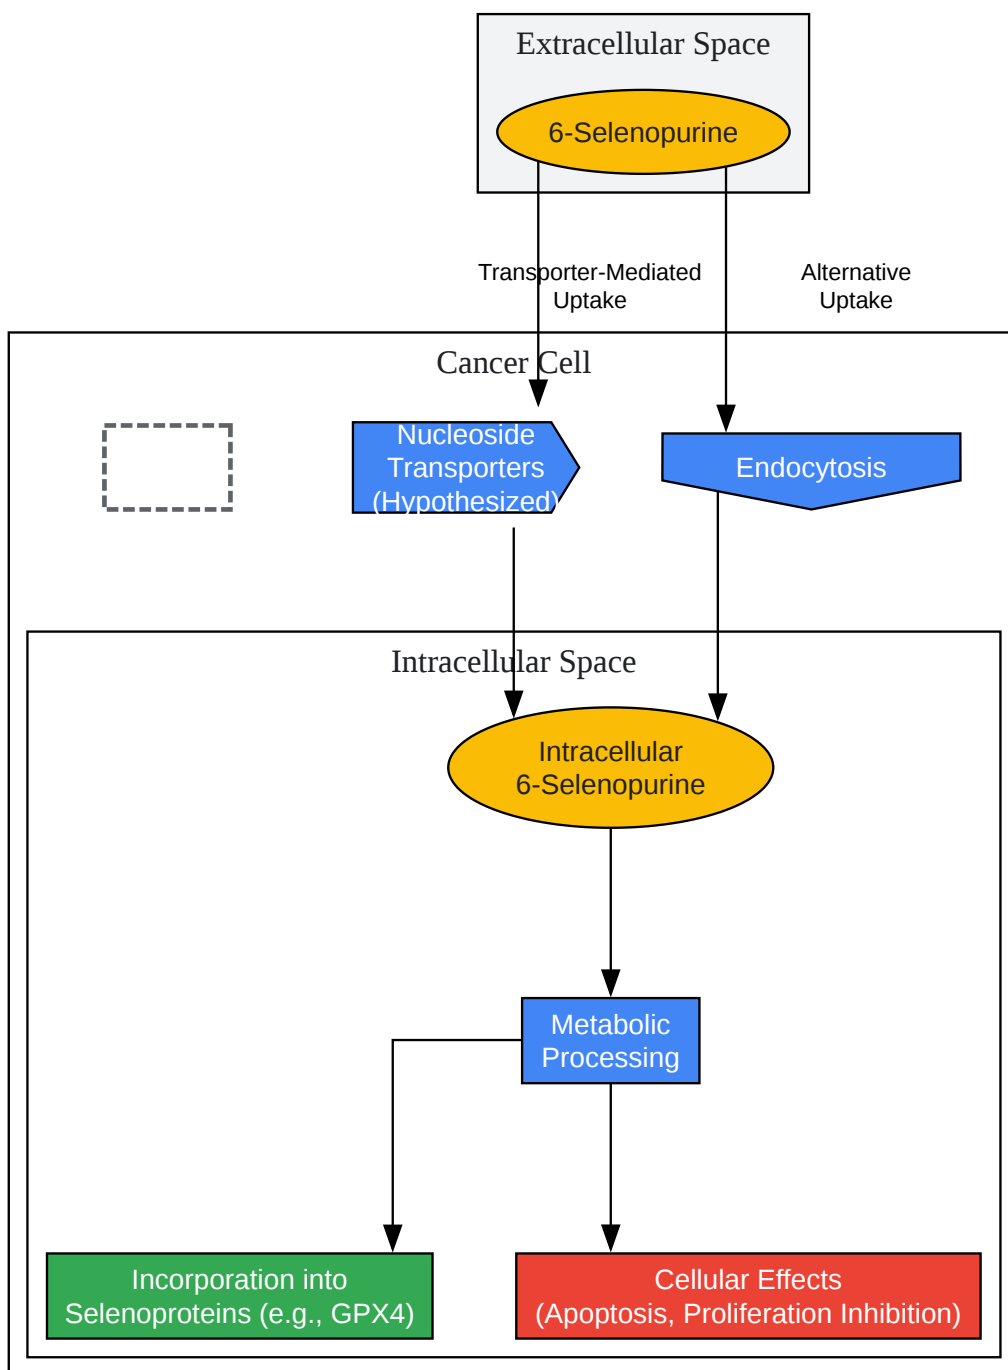 Extracellular Space
6-Selenopurine
Transporter-Mediated
Uptake
Alternative
Uptake
Cancer Cell
Nucleoside
Transporters
(Hypothesized)
Endocytosis
Intracellular Space
Intracellular
6-Selenopurine
Metabolic
Processing
Incorporation into
Selenoproteins (e.g., GPX4)
Cellular Effects
(Apoptosis, Proliferation Inhibition)